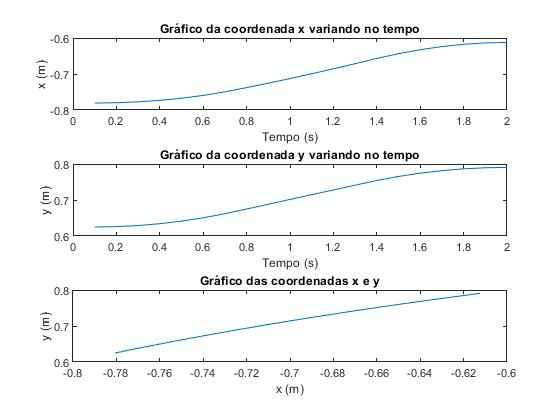 Gráfico da coordenada x variando no tempo
-0.6
-0.7
-0.8
x (m)
0 0.2 0.4 0.6 0.8 1 1.2 1.4 1.6 1.8 2
Tempo (s)
Gráfico da coordenada y variando no tempo
0.8
0.7
0.6
y (m)
0 0.2 0.4 0.6 0.8 1 1.2 1.4 1.6 1.8 2
Tempo (s)
Gráfico das coordenadas x e y
0.8
0.7
0.6
y (m)
-0.8 -0.78 -0.76 -0.74 -0.72 -0.7 -0.68 -0.66 -0.64 -0.62 -0.6
x (m)